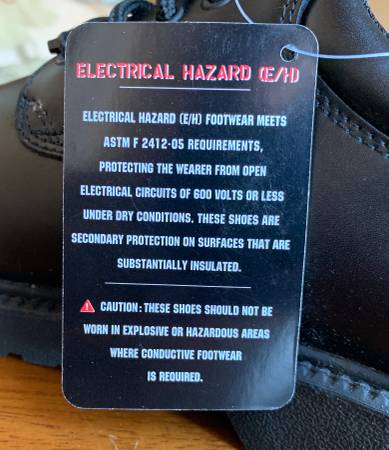 ELECTRICAL HAZARD (E/H)
ELECTRICAL HAZARD (E/H) FOOTWEAR MEETS
ASTM F 2412-05 REQUIREMENTS,
PROTECTING THE WEARER FROM OPEN
ELECTRICAL CIRCUITS OF 600 VOLTS OR LESS
UNDER DRY CONDITIONS. THESE SHOES ARE
SECONDARY PROTECTION ON SURFACES THAT ARE
SUBSTANTIALLY INSULATED.
CAUTION: THESE SHOES SHOULD NOT BE
WORN IN EXPLOSIVE OR HAZARDOUS AREAS
WHERE CONDUCTIVE FOOTWEAR
IS REQUIRED.